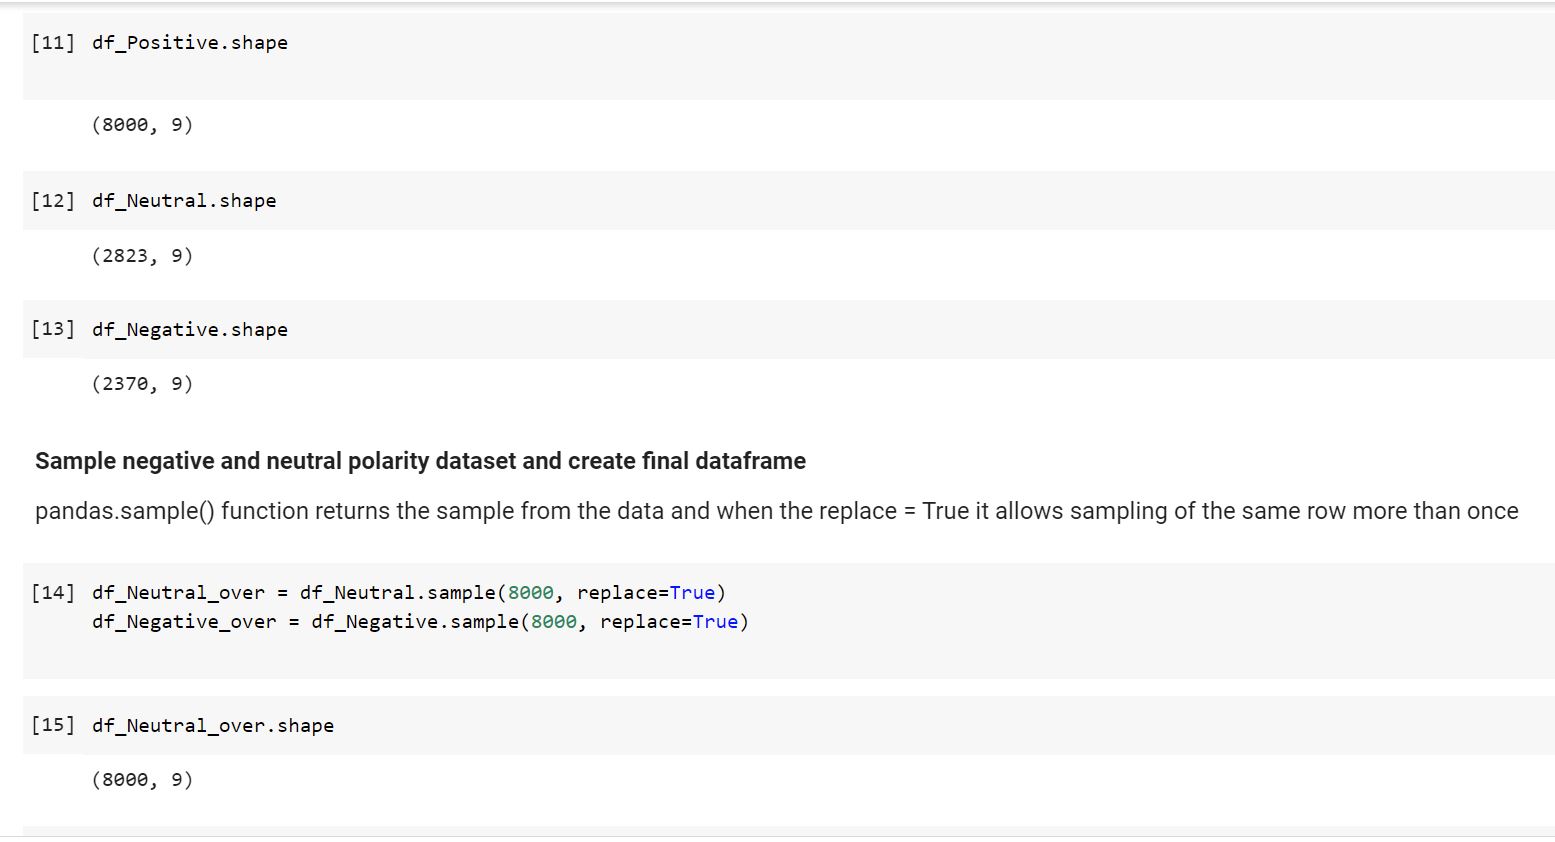 [11] df_Positive.shape
(8000, 9)
[12] df_Neutral.shape
(2823, 9)
[13] df_Negative.shape
(2370, 9)
Sample negative and neutral polarity dataset and create final dataframe
pandas.sample() function returns the sample from the data and when the replace = True it allows sampling of the same row more than once
[14] df_Neutral_over = df_Neutral.sample(8000, replace=True)
df_Negative_over = df_Negative.sample(8000, replace=True)
[15] df_Neutral_over.shape
(8000, 9)